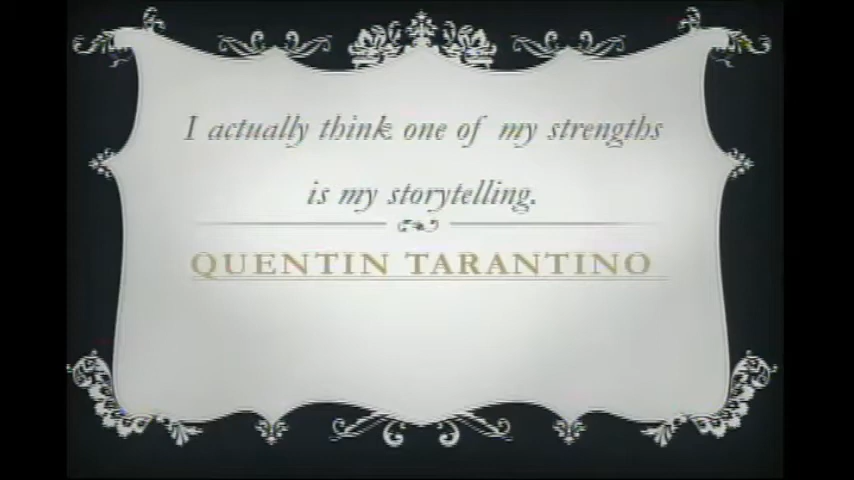 I actually think one of my strengths
is my storytelling.
QUENTIN TARANTINO